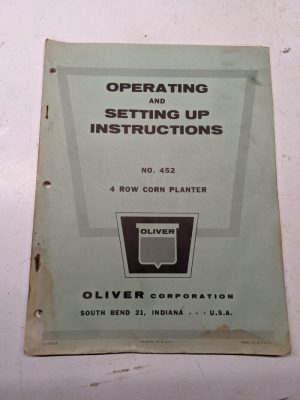 OPERATING
AND
SETTING UP
INSTRUCTIONS
NO. 452
4 ROW CORN PLANTER
OLIVER
OLIVER CORPORATION
SOUTH BEND 21, INDIANA · · · U.S.A.